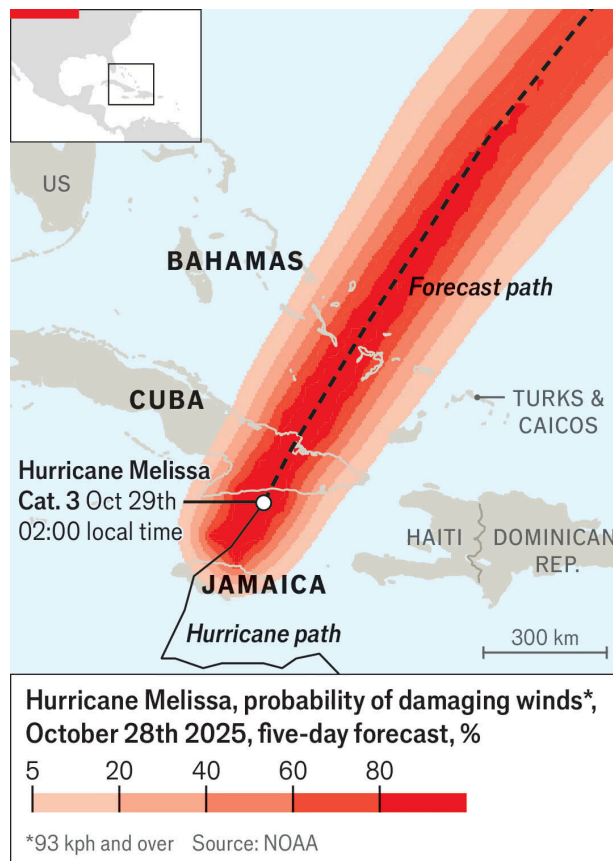 US
BAHAMAS
Forecast path
CUBA
TURKS &
CAICOS
Hurricane Melissa
Cat. 3 Oct 29th
02:00 local time
HAITI
DOMINICAN
REP.
JAMAICA
Hurricane path
300 km
Hurricane Melissa, probability of damaging winds*,
October 28th 2025, five-day forecast, %
5 20 40 60 80
*93 kph and over Source: NOAA